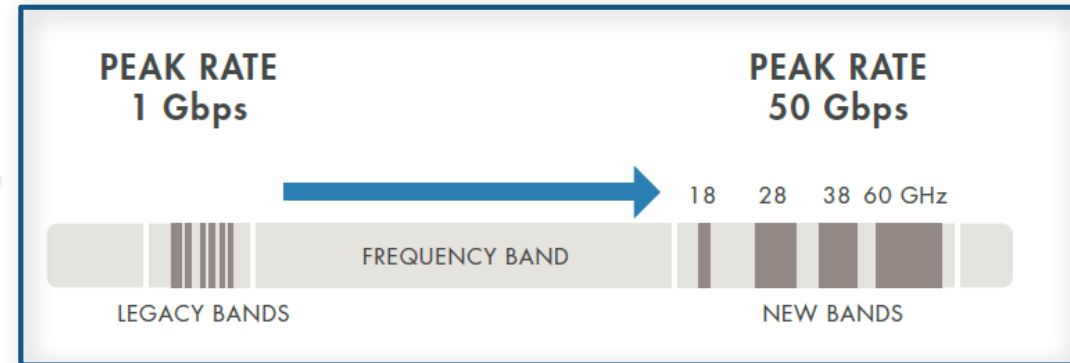 PEAK RATE
1 Gbps
PEAK RATE
50 Gbps
18 28 38 60 GHz
FREQUENCY BAND
LEGACY BANDS
NEW BANDS